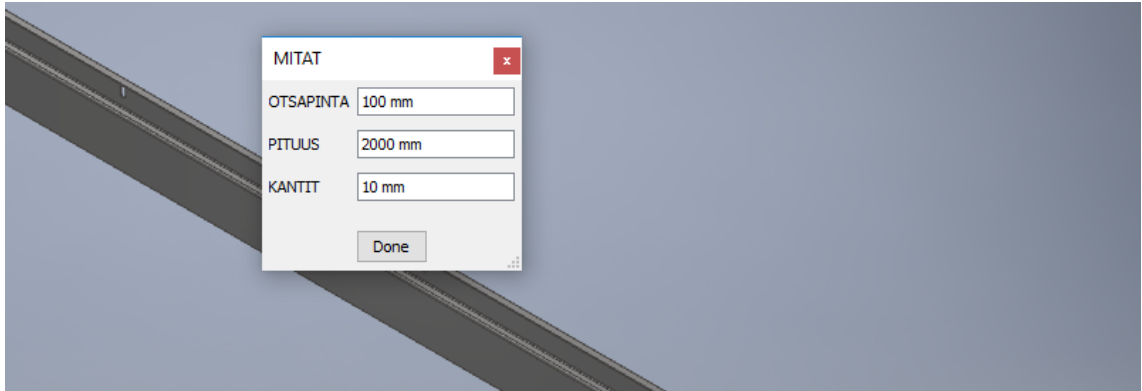 MITAT
x
OTSAPINTA 100 mm
PITUUS 2000 mm
KANTIT 10 mm
Done